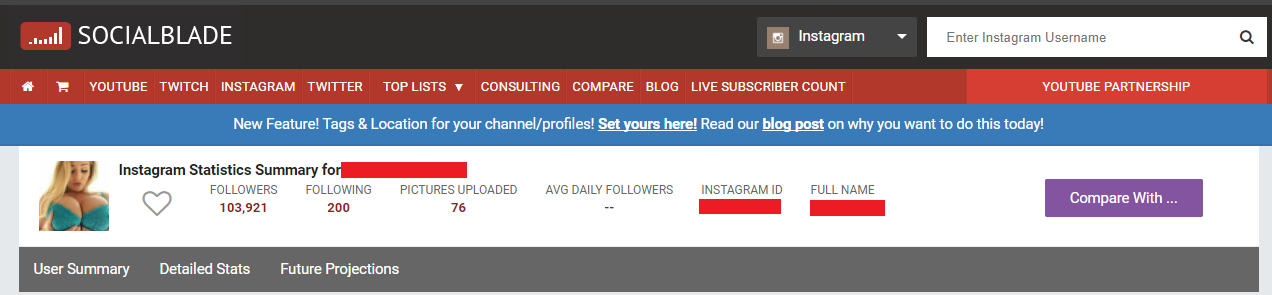 SOCIALBLADE
Instagram
Enter Instagram Username
YOUTUBE TWITCH INSTAGRAM TWITTER TOP LISTS ▼ CONSULTING COMPARE BLOG LIVE SUBSCRIBER COUNT YOUTUBE PARTNERSHIP
New Feature! Tags & Location for your channel/profiles! Set yours here! Read our blog post on why you want to do this today!
Instagram Statistics Summary for
FOLLOWERS FOLLOWING PICTURES UPLOADED AVG DAILY FOLLOWERS INSTAGRAM ID FULL NAME
103,921 200 76 --
Compare With ...
User Summary Detailed Stats Future Projections